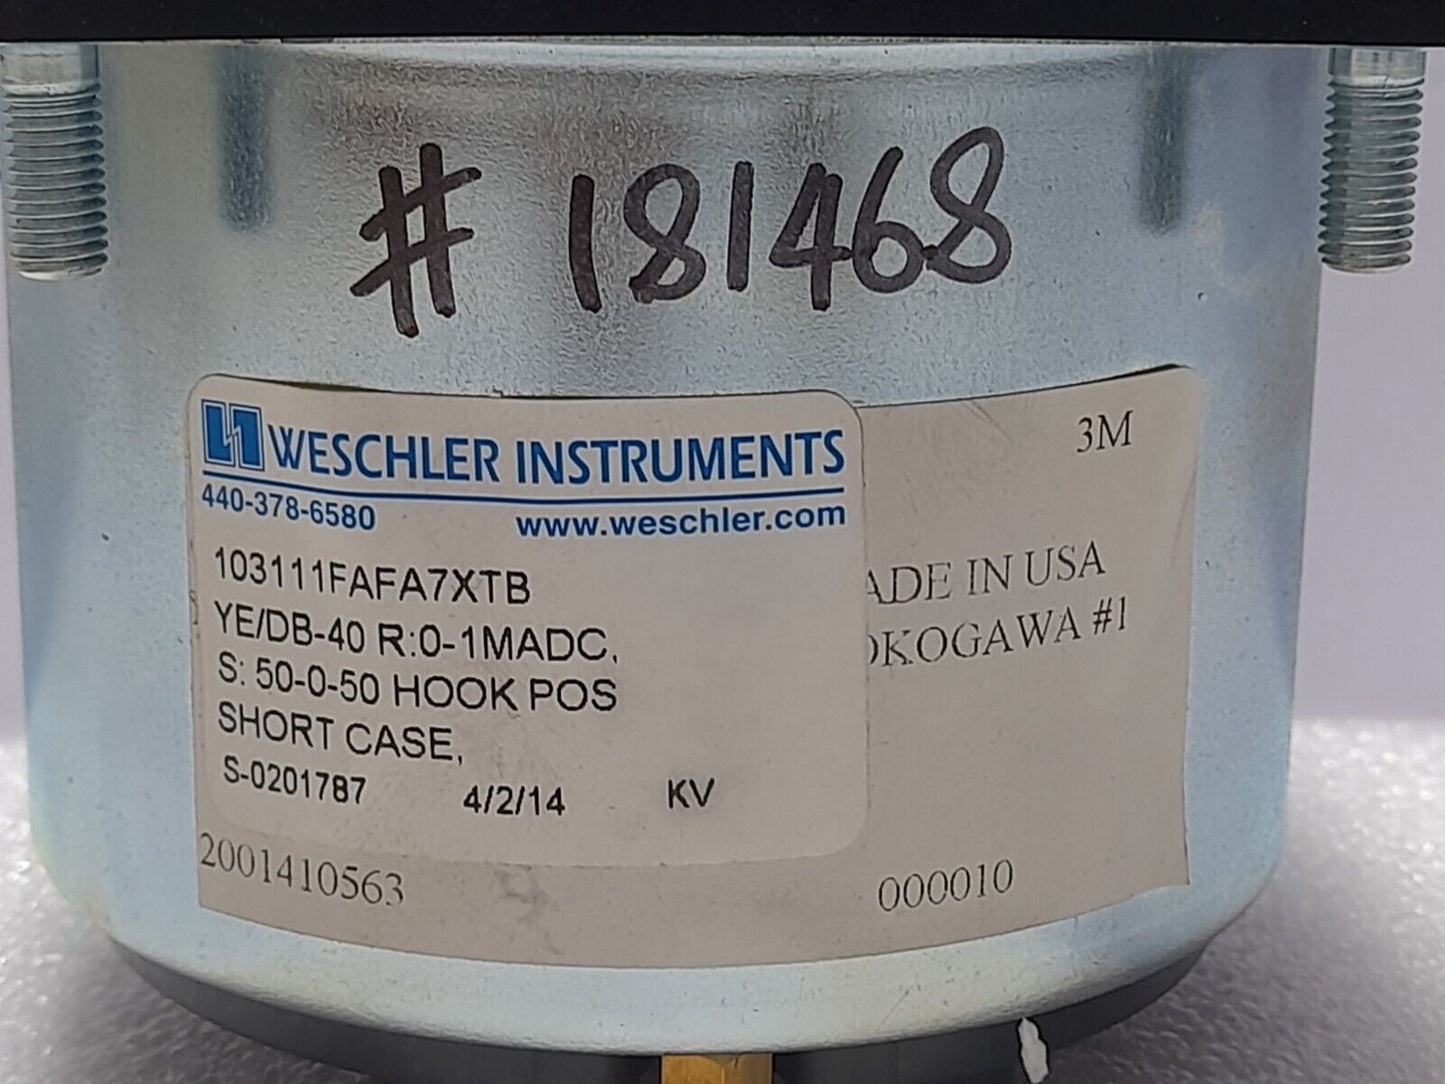 # 181468
WESCHLER INSTRUMENTS
440-378-6580 www.weschler.com
103111FAFA7XTB
YE/DB-40 R:0-1MADC,
S: 50-0-50 HOOK POS
SHORT CASE,
S-0201787 4/2/14 KV
3M
ADE IN USA
OKOGAWA #1
2001410563 000010